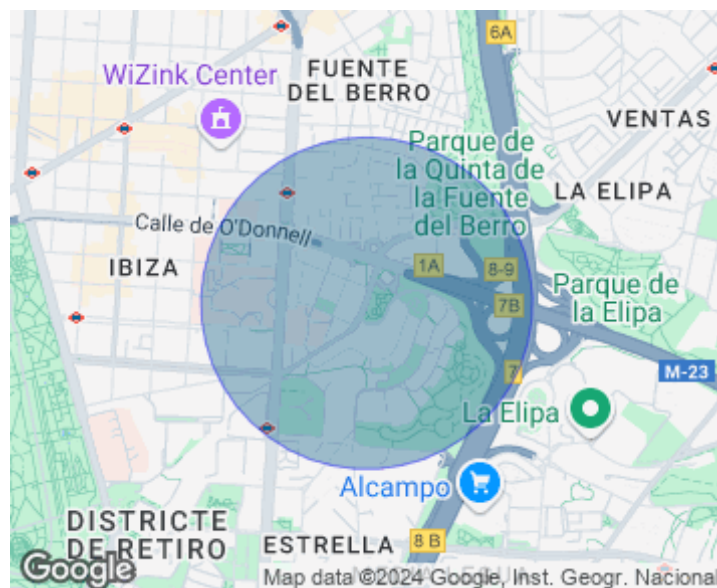 6A
FUENTE
DEL BERRO
WiZink Center
VENTAS
Parque de
la Quinta de
la Fuente
del Berro
LA ELIPA
Calle de O'Donnell
IBIZA
1A
8-9
7B
Parque de
la Elipa
7
M-23
La Elipa
Alcampo
DISTRICTE
DE RETIRO
ESTRELLA
8 B
Google
Map data ©2024 Google, Inst. Geogr. Nacional